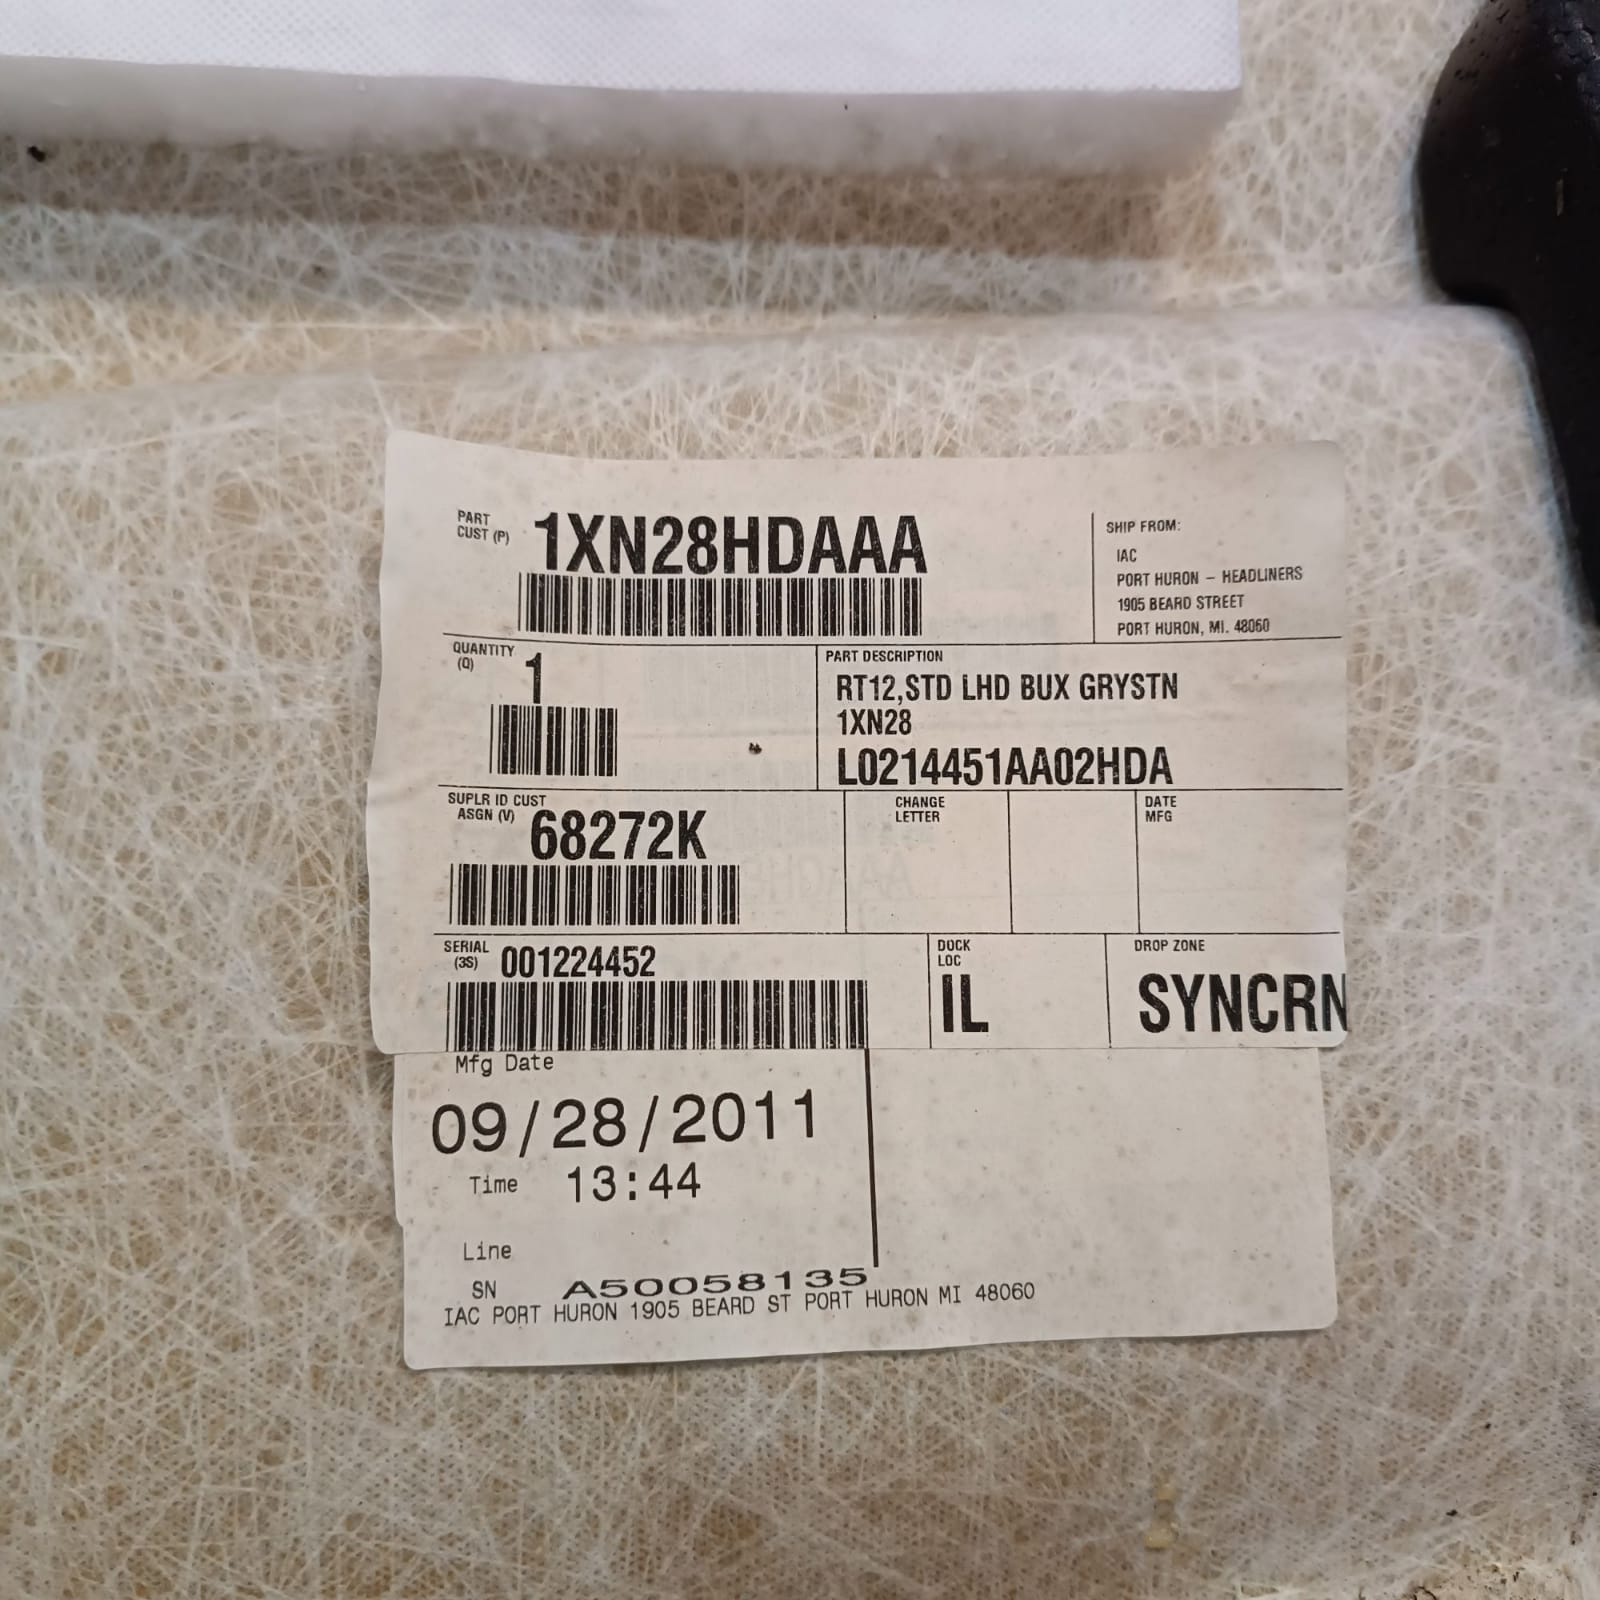 PART
CUST (P)
1XN28HDAAA
SHIP FROM:
IAC
PORT HURON – HEADLINERS
1905 BEARD STREET
PORT HURON, MI. 48060
QUANTITY
(Q)
1
PART DESCRIPTION
RT12,STD LHD BUX GRYSTN
1XN28
L0214451AA02HDA
SUPLR ID CUST
ASGN (V)
68272K
CHANGE
LETTER
DATE
MFG
SERIAL
(3S)
001224452
DOCK
LOC
IL
DROP ZONE
SYNCRN
Mfg Date
09/28/2011
Time 13:44
Line
SN A50058135
IAC PORT HURON 1905 BEARD ST PORT HURON MI 48060